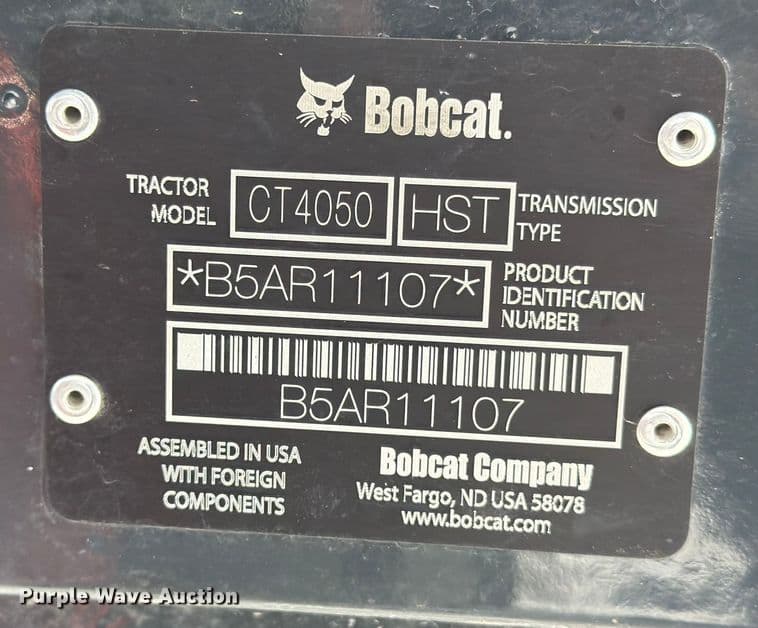 Bobcat.
TRACTOR MODEL
CT4050
HST
TRANSMISSION TYPE
*B5AR11107*
PRODUCT IDENTIFICATION NUMBER
B5AR11107
ASSEMBLED IN USA
WITH FOREIGN
COMPONENTS
Bobcat Company
West Fargo, ND USA 58078
www.bobcat.com
Purple Wave Auction